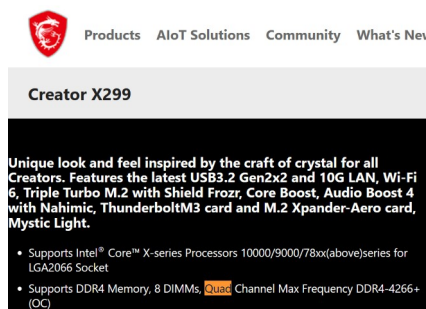 Products AIoT Solutions Community What's Nev
Creator X299
Unique look and feel inspired by the craft of crystal for all
Creators. Features the latest USB3.2 Gen2x2 and 10G LAN, Wi-Fi
6, Triple Turbo M.2 with Shield Frozr, Core Boost, Audio Boost 4
with Nahimic, ThunderboltM3 card and M.2 Xpander-Aero card,
Mystic Light.
• Supports Intel® Core™ X-series Processors 10000/9000/78xx(above)series for
LGA2066 Socket
• Supports DDR4 Memory, 8 DIMMs, Quad Channel Max Frequency DDR4-4266+
(OC)